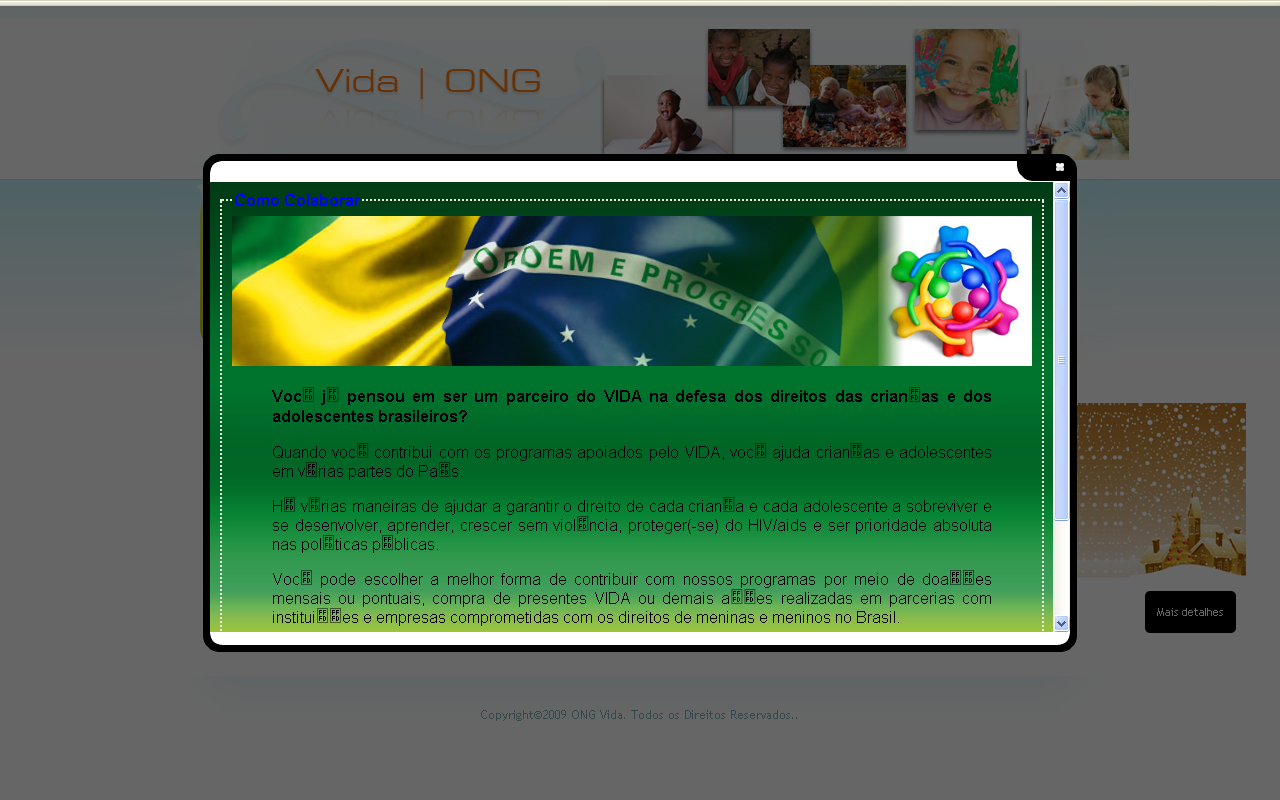 Vida | ONG
Como Colaborar
ORDEM E PROGRESSO
Voc�� j�� pensou em ser um parceiro do VIDA na defesa dos direitos das crian��as e dos
adolescentes brasileiros?
Quando voc�� contribui com os programas apoiados pelo VIDA, voc�� ajuda crian��as e adolescentes
em v��rias partes do Pa��s.
H�� v��rias maneiras de ajudar a garantir o direito de cada crian��a e cada adolescente a sobreviver e
se desenvolver, aprender, crescer sem viol��ncia, proteger(-se) do HIV/aids e ser prioridade absoluta
nas pol��ticas p��blicas.
Voc�� pode escolher a melhor forma de contribuir com nossos programas por meio de doa����es
mensais ou pontuais, compra de presentes VIDA ou demais a����es realizadas em parcerias com
institui����es e empresas comprometidas com os direitos de meninas e meninos no Brasil.
Mais detalhes
Copyright©2009 ONG Vida. Todos os Direitos Reservados..